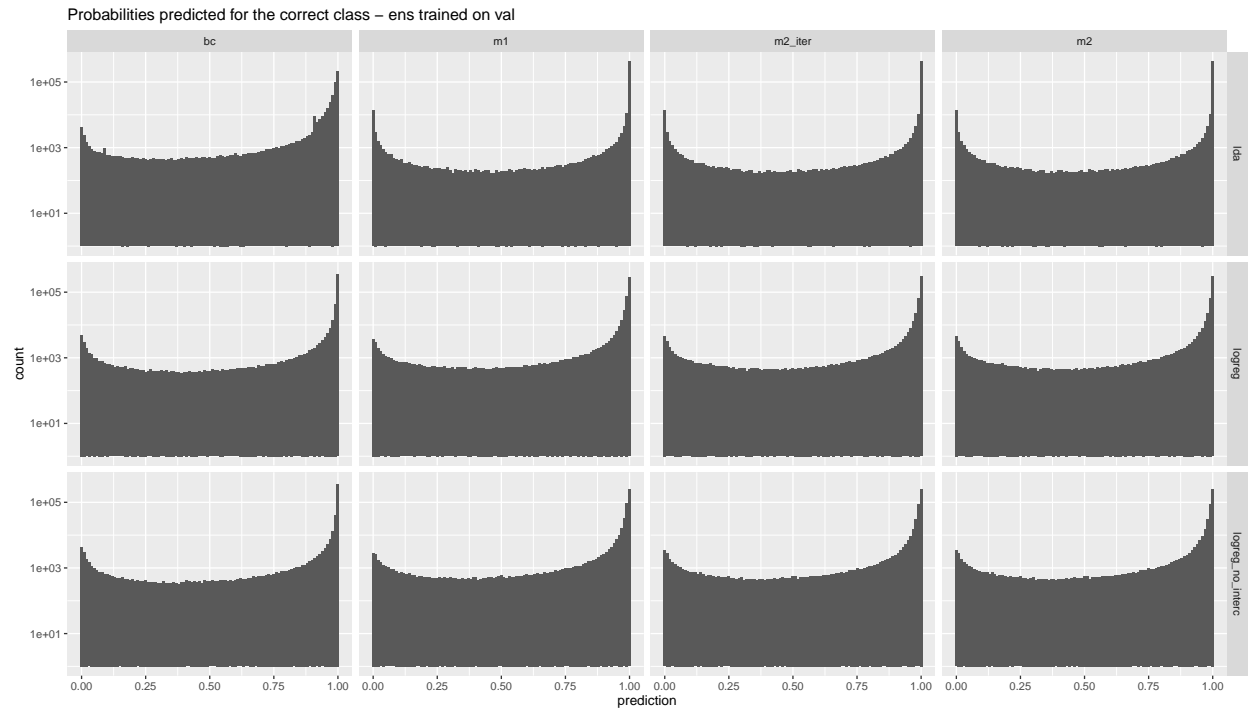 Probabilities predicted for the correct class – ens trained on val
bc m1 m2_iter m2
1e+05
1e+03
1e+01
lda
1e+05
1e+03
1e+01
logreg
1e+05
1e+03
1e+01
logreg_no_interc
count
0.00 0.25 0.50 0.75 1.00 0.00 0.25 0.50 0.75 1.00 0.00 0.25 0.50 0.75 1.00 0.00 0.25 0.50 0.75 1.00
prediction